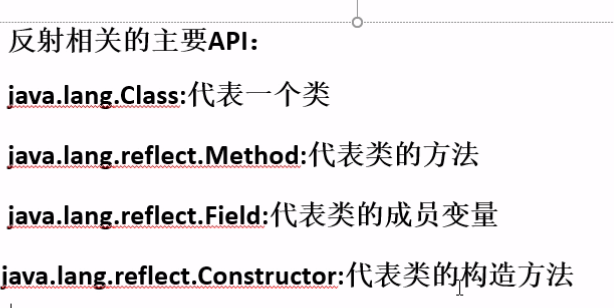 反射相关的主要API：
java.lang.Class:代表一个类
java.lang.reflect.Method:代表类的方法
java.lang.reflect.Field:代表类的成员变量
java.lang.reflect.Constructor:代表类的构造方法